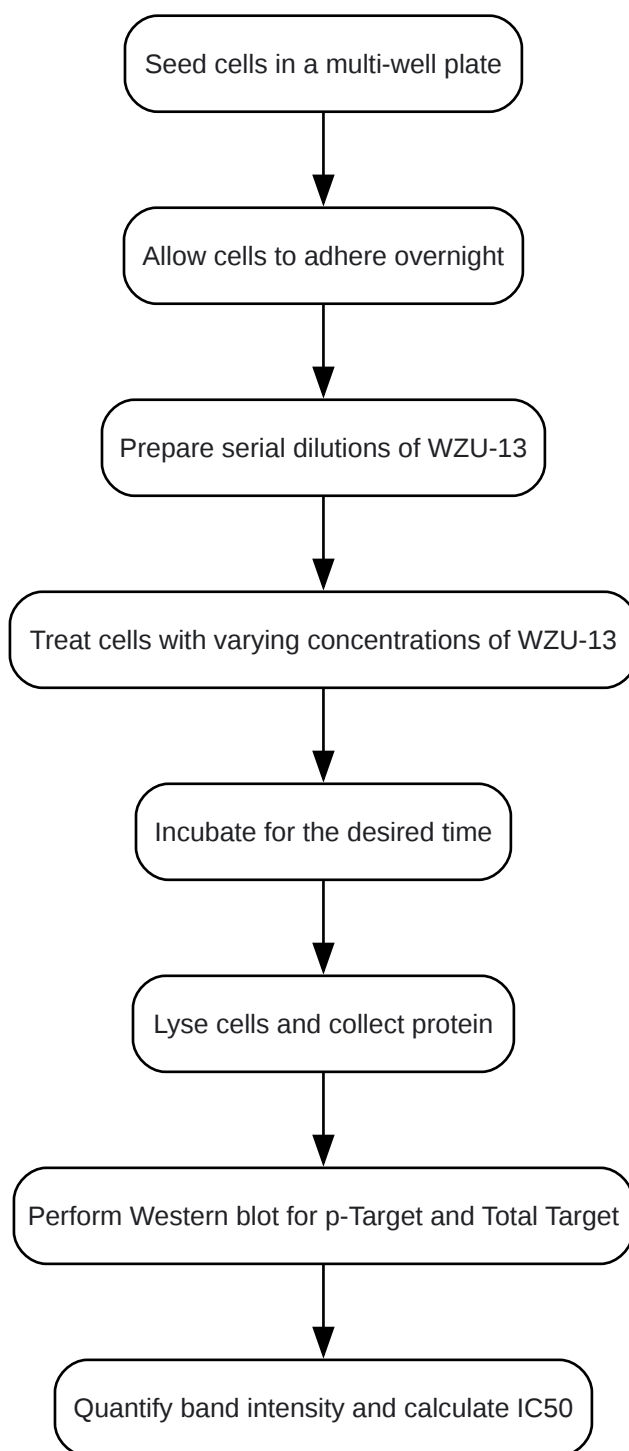 Seed cells in a multi-well plate
Allow cells to adhere overnight
Prepare serial dilutions of WZU-13
Treat cells with varying concentrations of WZU-13
Incubate for the desired time
Lyse cells and collect protein
Perform Western blot for p-Target and Total Target
Quantify band intensity and calculate IC50